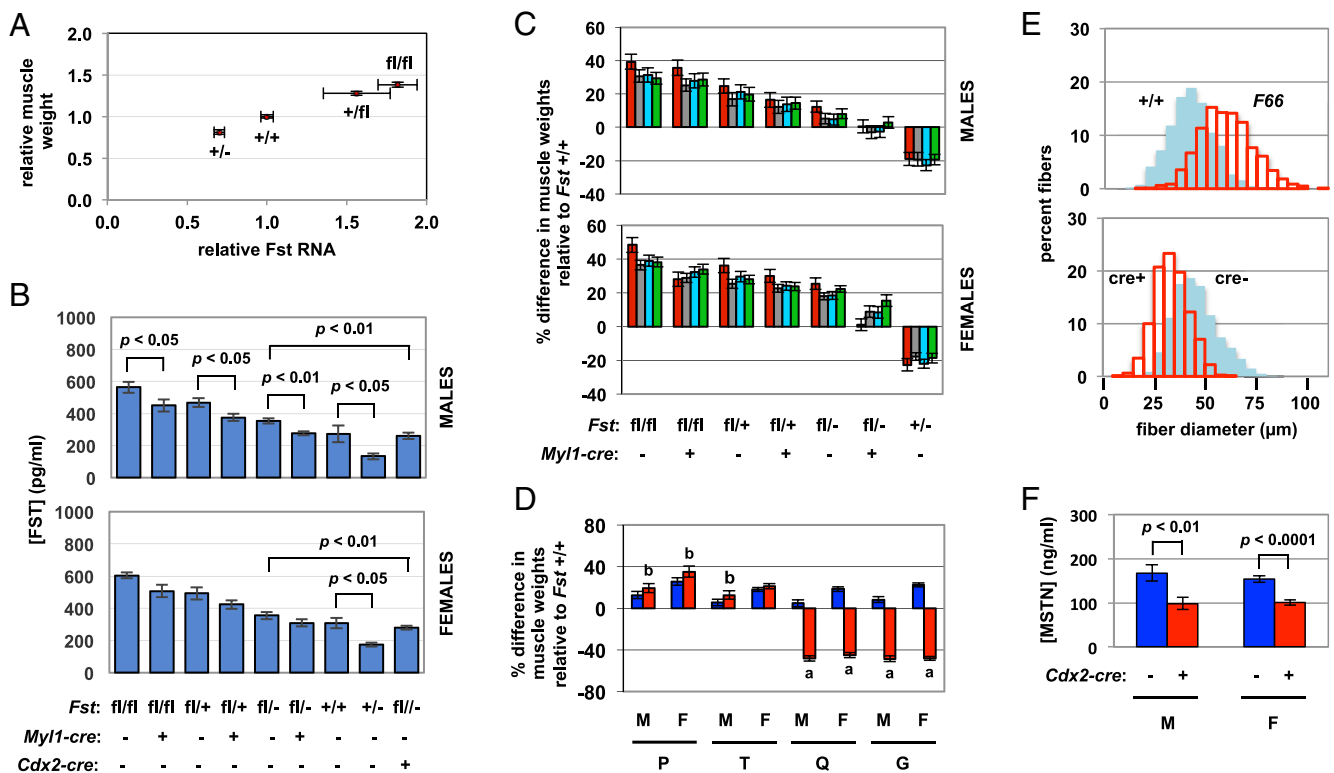 A
2.0
1.5
1.0
0.5
0.0
relative muscle
weight
fl/fl
+/fl
+/+
+/-
0.0 0.5 1.0 1.5 2.0
relative Fst RNA
B
1000
800
600
400
200
0
p < 0.05
p < 0.05
p < 0.01
p < 0.01
p < 0.05
MALES
[FST] (pg/ml)
1000
800
600
400
200
0
p < 0.01
p < 0.05
FEMALES
Fst: fl/fl fl/fl fl/+ fl/+ fl/- fl/- +/+ +/- fl//-
Myl1-cre: - + - + - + - - -
Cdx2-cre: - - - - - - - - +
C
60
40
20
0
-20
-40
MALES
% difference in muscle weights
relative to Fst +/+
60
40
20
0
-20
-40
FEMALES
Fst: fl/fl fl/fl fl/+ fl/+ fl/- fl/- +/-
Myl1-cre: - + - + - + -
D
80
40
0
-40
-80
% difference in
muscle weights
relative to Fst +/+
b b b
a a a a
M F M F M F M F
P T Q G
E
30
20
10
0
+/+
F66
percent fibers
30
20
10
0
cre+
cre-
0 25 50 75 100
fiber diameter (µm)
F
300
200
100
0
[MSTN] (ng/ml)
p < 0.01
p < 0.0001
Cdx2-cre: - + - +
M F